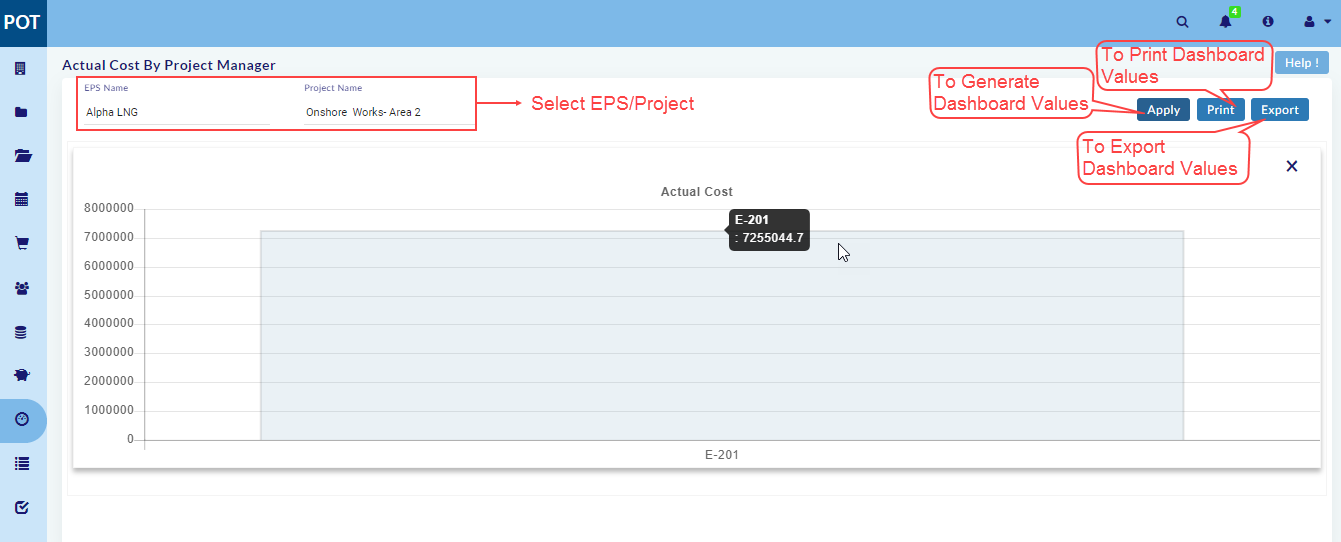 POT
4
Actual Cost By Project Manager
Help !
EPS Name
Project Name
Alpha LNG
Onshore Works- Area 2
Select EPS/Project
To Generate
Dashboard Values
To Print Dashboard
Values
Apply
Print
Export
To Export
Dashboard Values
×
Actual Cost
8000000
7000000
6000000
5000000
4000000
3000000
2000000
1000000
0
E-201
: 7255044.7
E-201